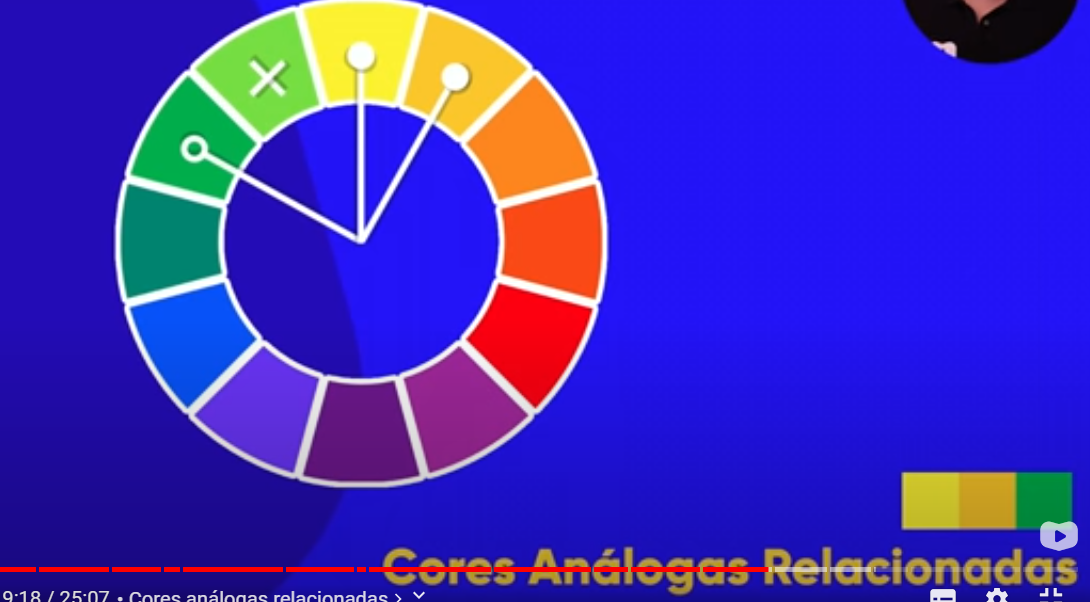 Cores Análogas Relacionadas
9:18 / 25:07 • Cores análogas relacionadas >